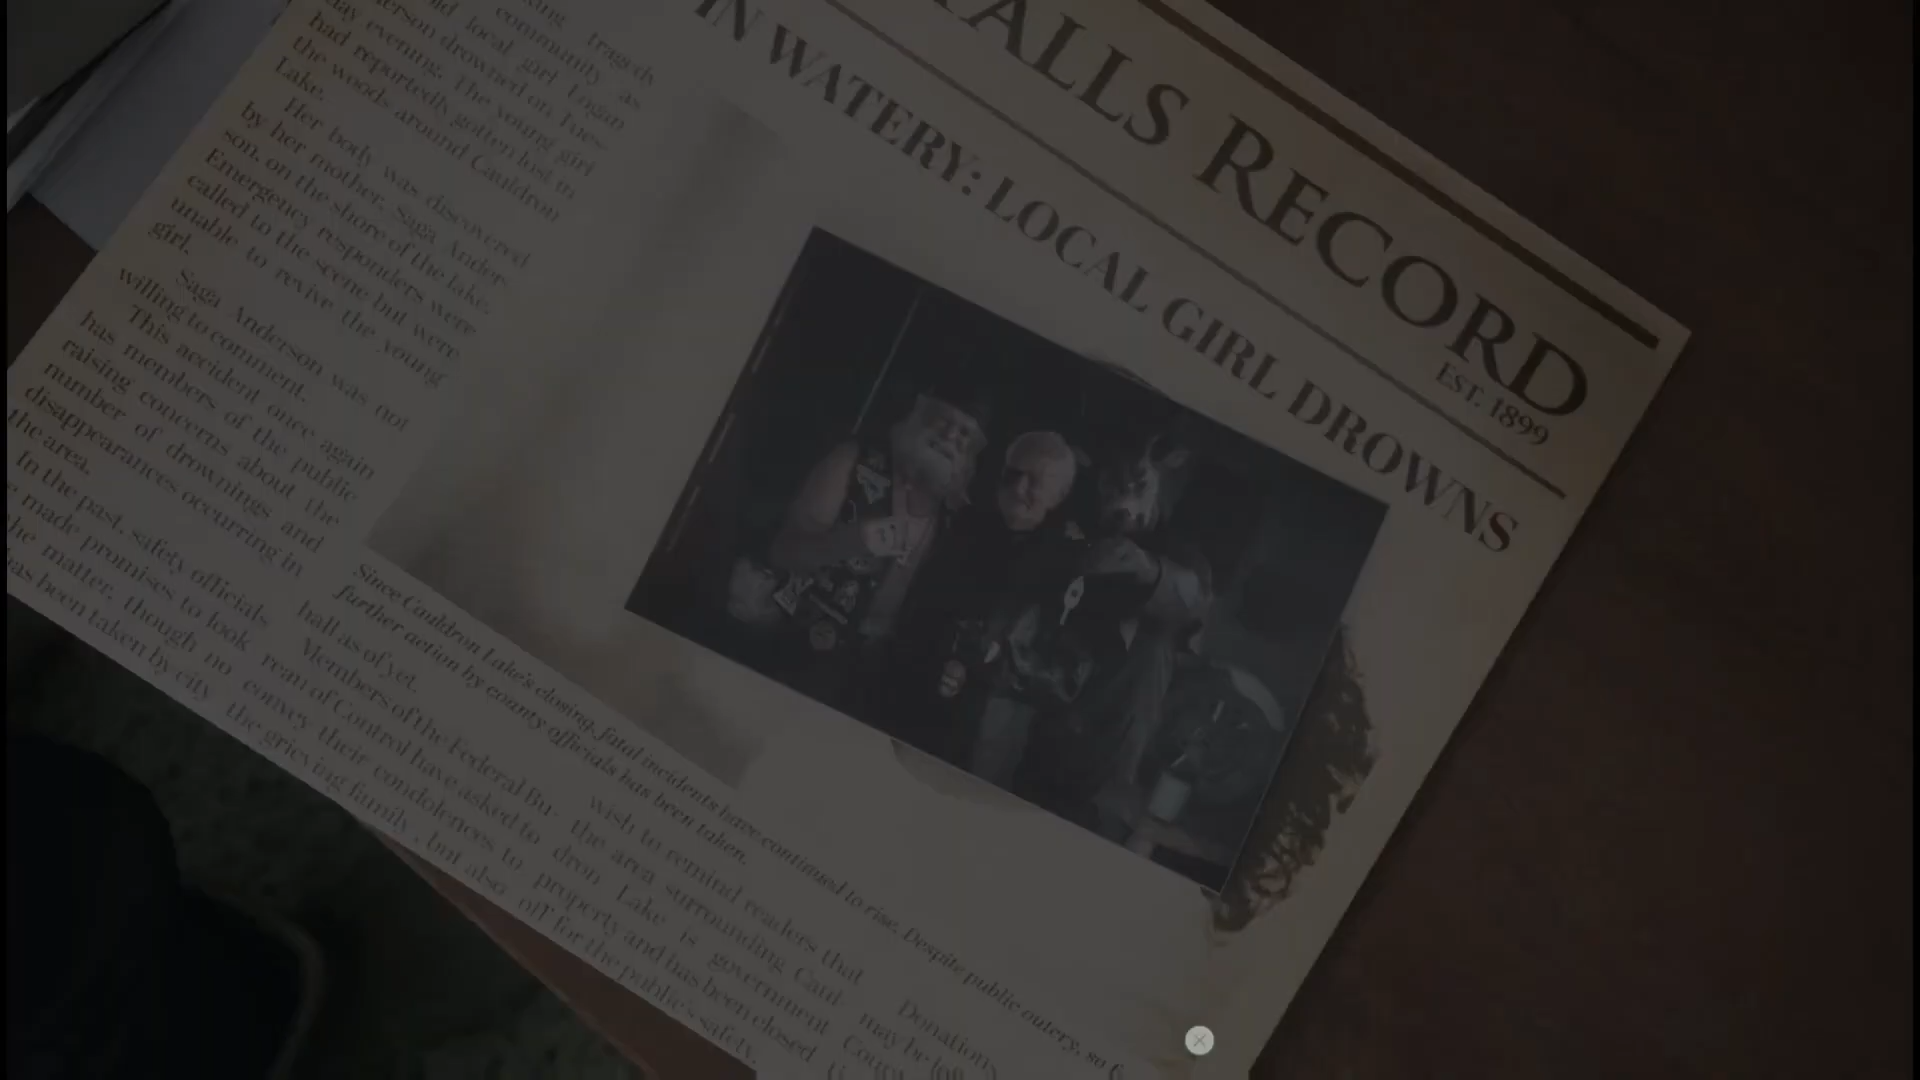 ALLS RECORD
EST. 1899
IN WATERY: LOCAL GIRL DROWNS
tragedy
community as
old local girl Logan
erson drowned on Tues-
day evening. The young girl
had reportedly gotten lost in
the woods around Cauldron
Lake.
Her body was discovered
by her mother, Saga Ander-
son, on the shore of the lake.
Emergency responders were
called to the scene but were
unable to revive the young
girl.
Saga Anderson was not
willing to comment.
This accident once again
has members of the public
raising concerns about the
number of drownings and
disappearances occurring in
the area.
In the past, safety officials
made promises to look
the matter, though no
has been taken by city
hall as of yet.
Members of the Federal Bu-
reau of Control have asked to
convey their condolences to
the grieving family, but also
wish to remind readers that
the area surrounding Caul-
dron Lake is government
property and has been closed
off for the public's safety.
Donations
may be left
Since Cauldron Lake's closing, fatal incidents have continued to rise. Despite public outcry, no
further action by county officials has been taken.